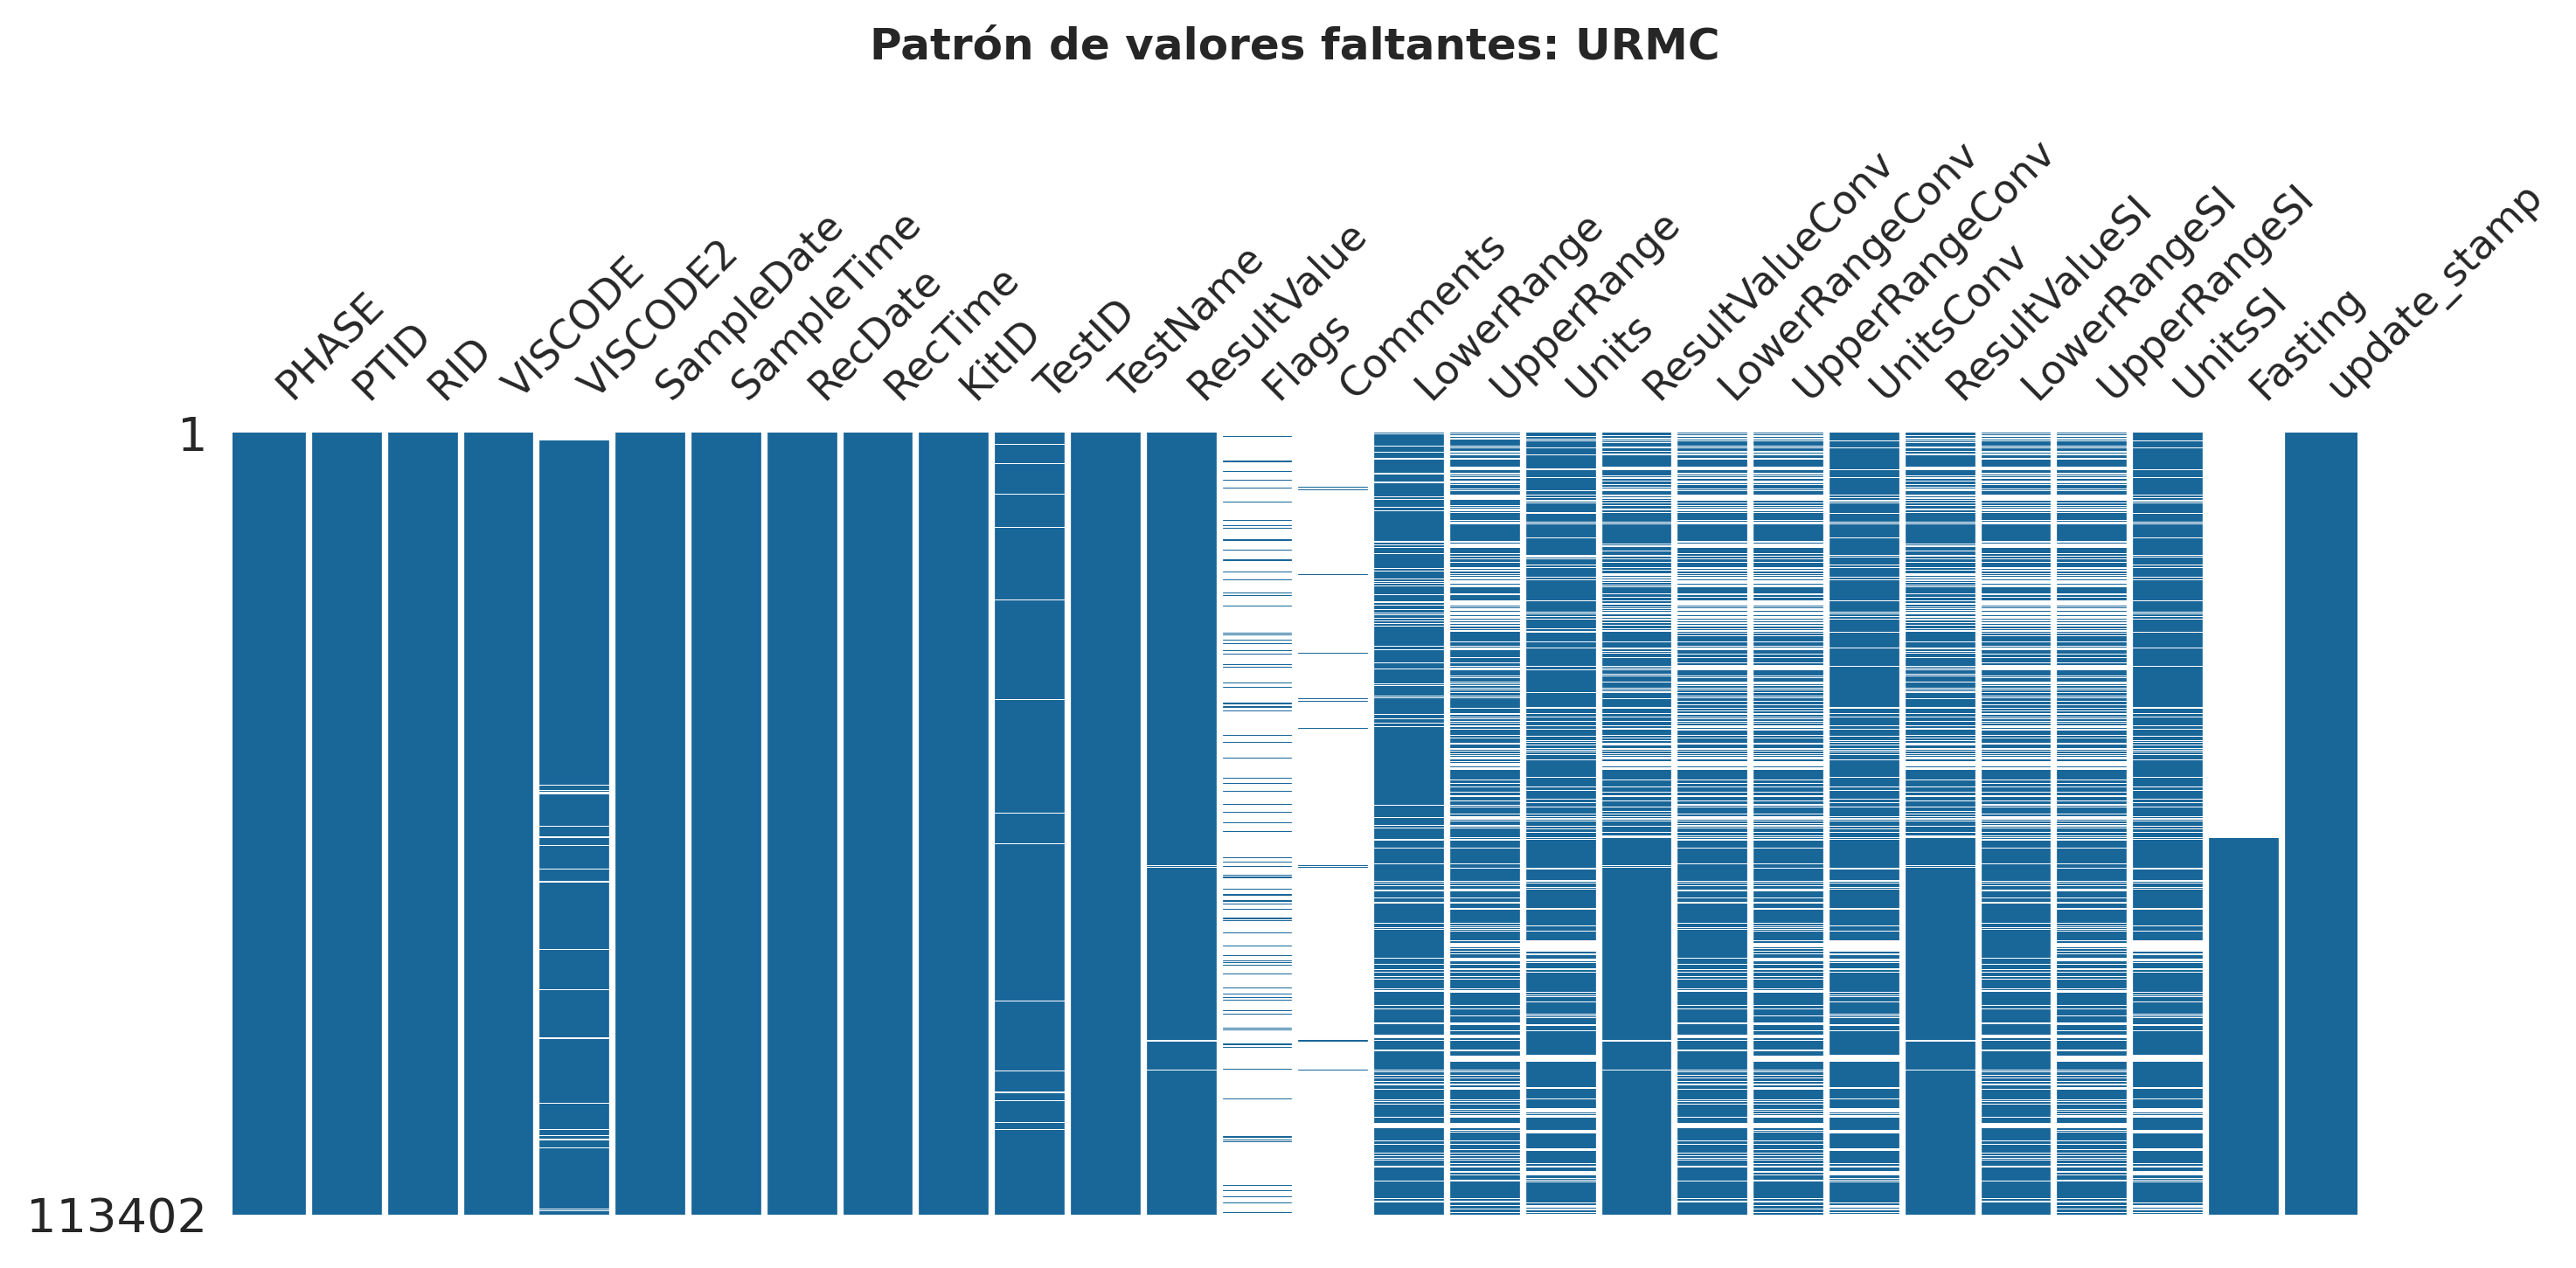 Patrón de valores faltantes: URMC
PHASE
PTID
RID
VISCODE
VISCODE2
SampleDate
SampleTime
RecDate
RecTime
KitID
TestID
TestName
ResultValue
Flags
Comments
LowerRange
UpperRange
Units
ResultValueConv
LowerRangeConv
UpperRangeConv
UnitsConv
ResultValueSI
LowerRangeSI
UpperRangeSI
UnitsSI
Fasting
update_stamp
1
113402